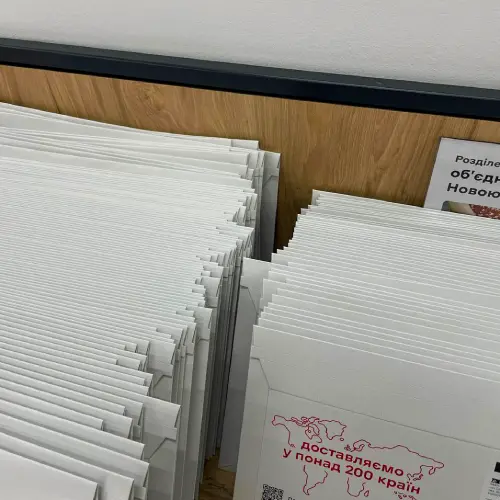 Розділе
об'єдн
Новою
доставляємо
у понад 200 країн